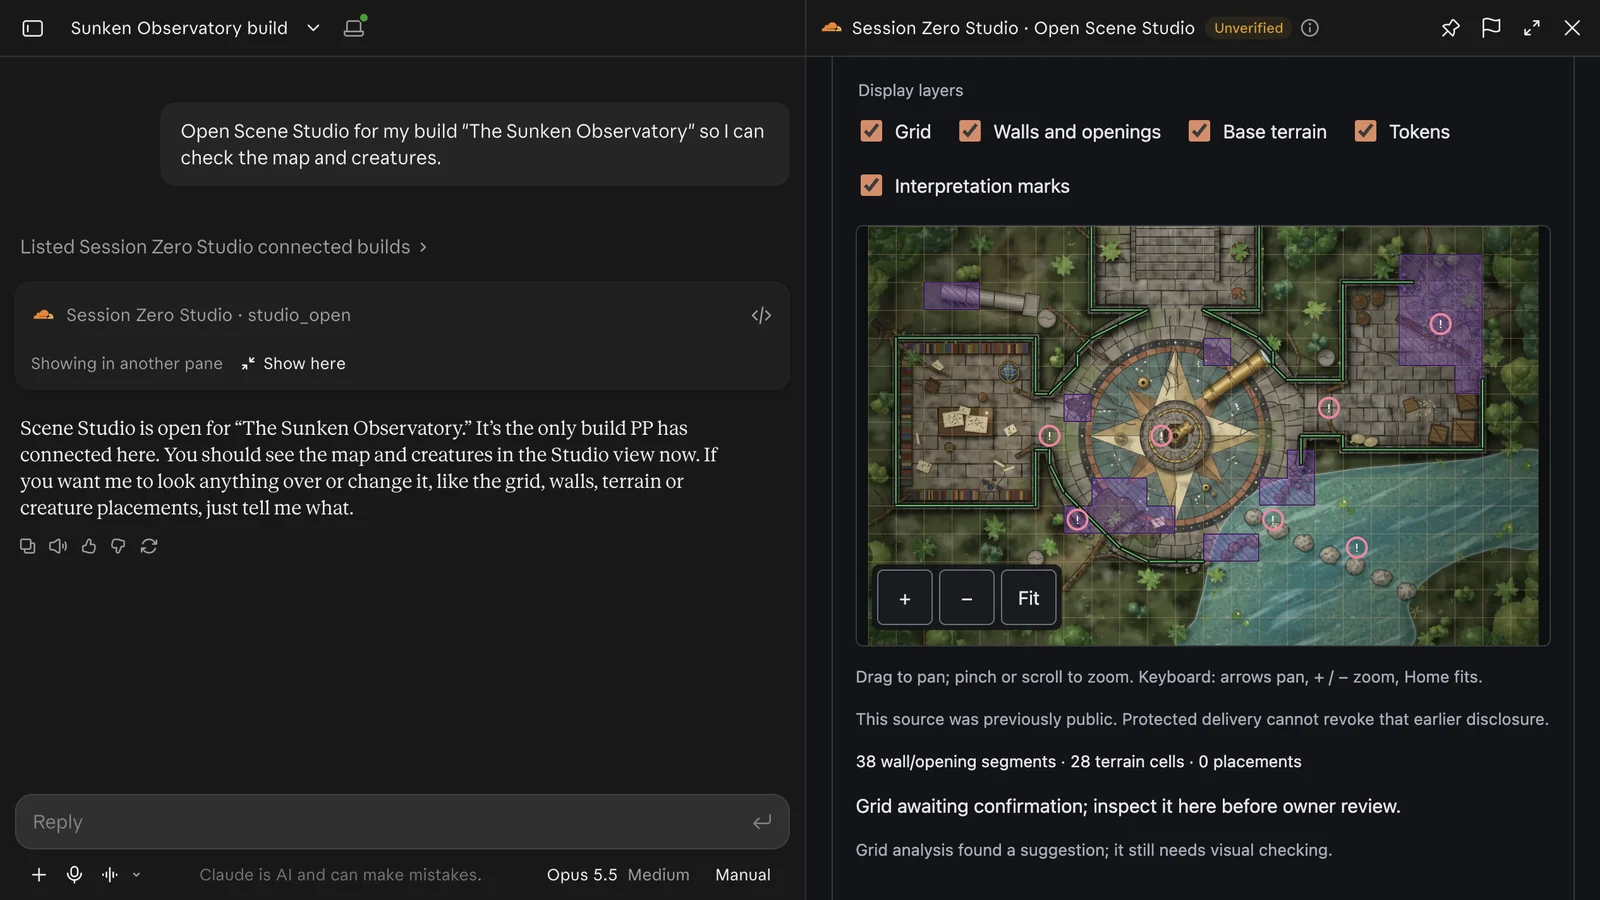 Sunken Observatory build
Open Scene Studio for my build "The Sunken Observatory" so I can
check the map and creatures.
Listed Session Zero Studio connected builds
Session Zero Studio · studio_open
Showing in another pane
Show here
Scene Studio is open for “The Sunken Observatory.” It’s the only build PP has
connected here. You should see the map and creatures in the Studio view now. If
you want me to look anything over or change it, like the grid, walls, terrain or
creature placements, just tell me what.
Reply
Claude is AI and can make mistakes.
Opus 5.5 Medium
Manual
Session Zero Studio · Open Scene Studio
Unverified
Display layers
Grid
Walls and openings
Base terrain
Tokens
Interpretation marks
+
−
Fit
Drag to pan; pinch or scroll to zoom. Keyboard: arrows pan, + / − zoom, Home fits.
This source was previously public. Protected delivery cannot revoke that earlier disclosure.
38 wall/opening segments · 28 terrain cells · 0 placements
Grid awaiting confirmation; inspect it here before owner review.
Grid analysis found a suggestion; it still needs visual checking.